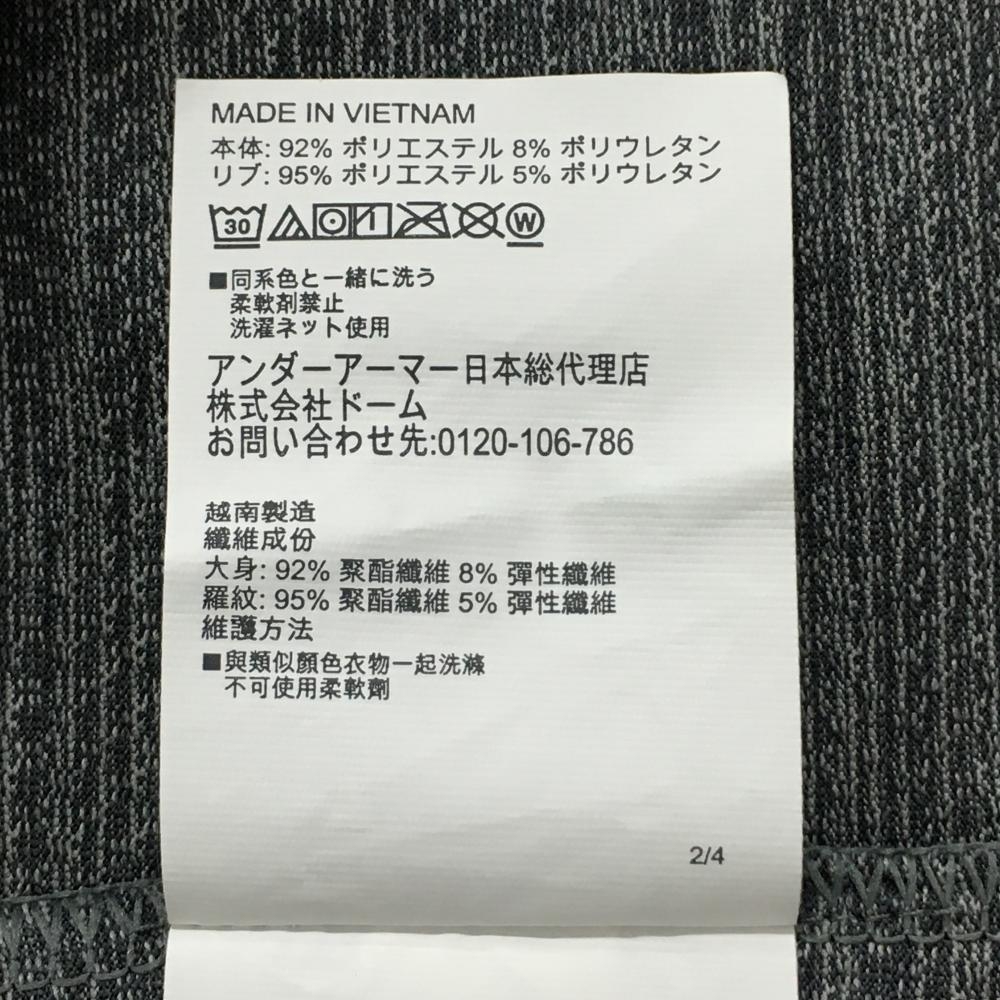 MADE IN VIETNAM
本体: 92% ポリエステル 8% ポリウレタン
リブ: 95% ポリエステル 5% ポリウレタン
30 W
■同系色と一緒に洗う
柔軟剤禁止
洗濯ネット使用
アンダーアーマー日本総代理店
株式会社ドーム
お問い合わせ先:0120-106-786
越南製造
纖維成份
大身: 92% 聚酯纖維 8% 彈性纖維
羅紋: 95% 聚酯纖維 5% 彈性纖維
維護方法
■與類似顏色衣物一起洗滌
不可使用柔軟劑
2/4